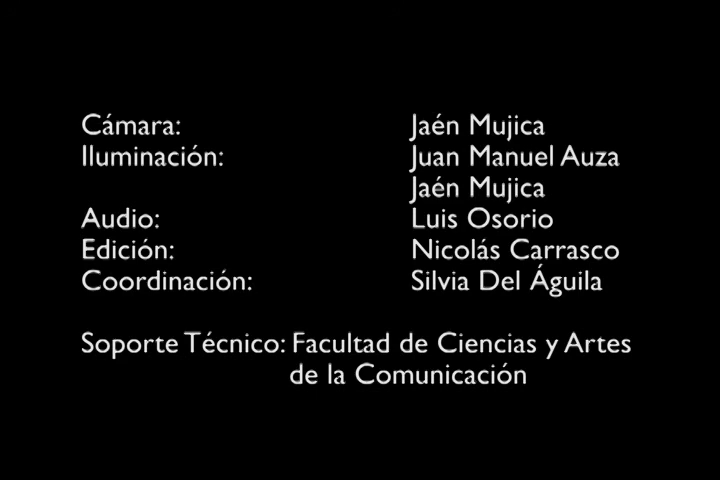 Cámara: Jaén Mujica
Iluminación: Juan Manuel Auza
Jaén Mujica
Audio: Luis Osorio
Edición: Nicolás Carrasco
Coordinación: Silvia Del Águila
Soporte Técnico: Facultad de Ciencias y Artes
de la Comunicación